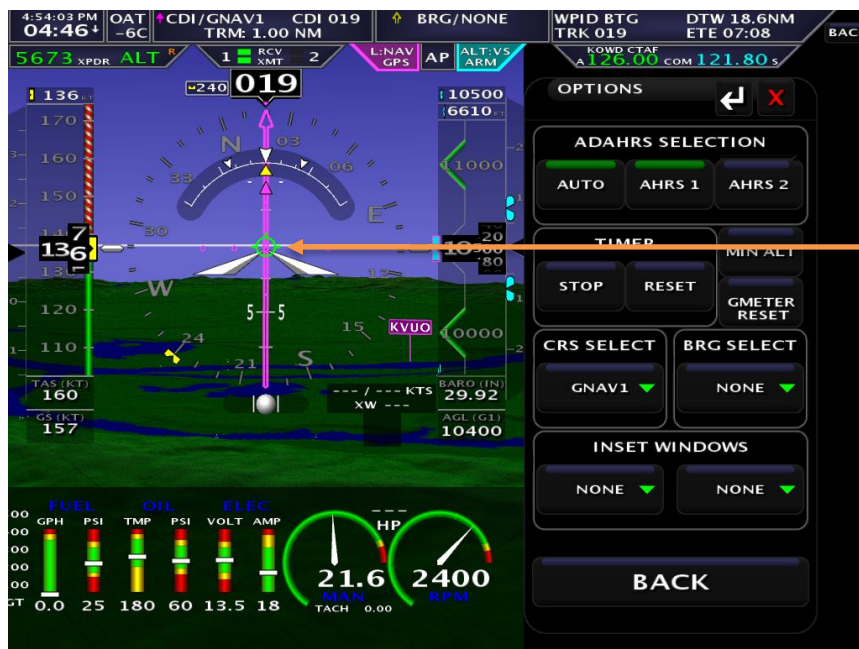 4:54:03 PM OAT CDI/GNAV1 CDI 019 BRG/NONE WPID BTG DTW 18.6NM
04:46 -6C TRM: 1.00 NM TRK 019 ETE 07:08 BAC
5673 XPDR ALT R 1 RCV XMT 2 L:NAV GPS AP ALT:VS ARM KOWD CTAF A 126.00 COM 121.80 S
OPTIONS X
240 019
136 KT 10500
6610 FT
170
N 03
160 33 06 11000
ADAHRS SELECTION
AUTO AHRS 1 AHRS 2
150
E
30
136 7 20 80
TIMER MIN ALT
W 12
STOP RESET GMETER RESET
120 5 5 15 KVUO 10000
24
110 21 S
CRS SELECT BRG SELECT
GNAV1 NONE
TAS (KT)
160
--- / --- KTS
XW ---
BARO (IN)
29.92
GS (KT)
157
AGL (G1)
10400
INSET WINDOWS
NONE NONE
FUEL OIL ELEC
GPH PSI TMP PSI VOLT AMP
--- HP
21.6 2400
MAN RPM
TACH 0.00
GT 0.0 25 180 60 13.5 18
BACK